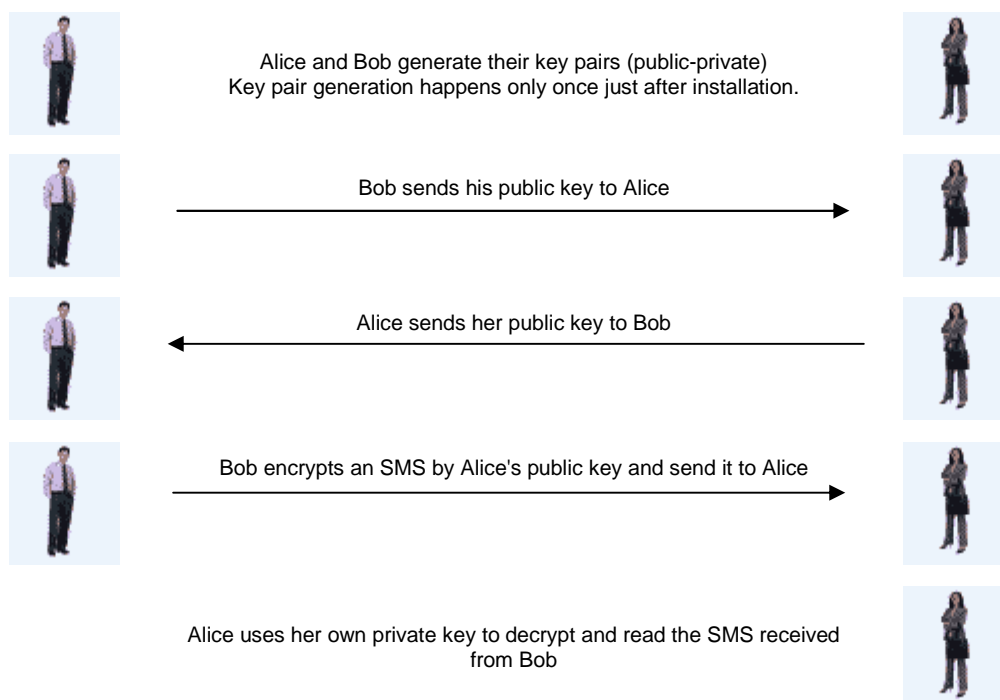 Alice and Bob generate their key pairs (public-private)
Key pair generation happens only once just after installation.
Bob sends his public key to Alice
Alice sends her public key to Bob
Bob encrypts an SMS by Alice's public key and send it to Alice
Alice uses her own private key to decrypt and read the SMS received
from Bob